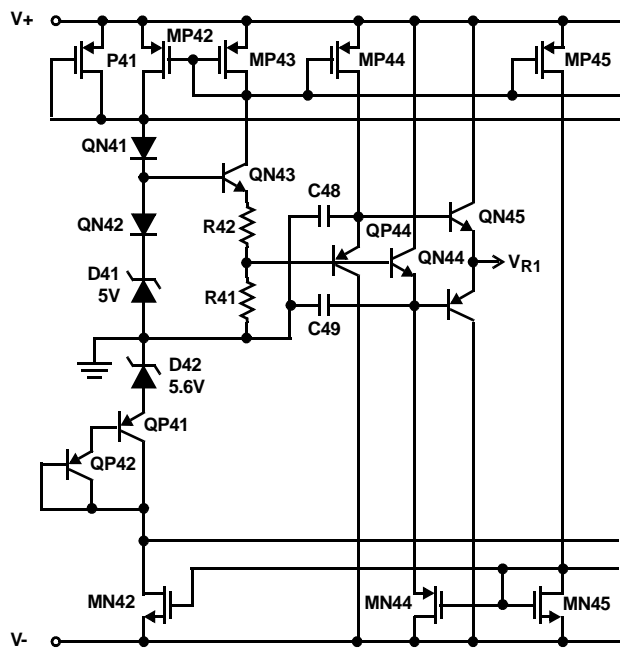 V+
P41
MP42
MP43
MP44
MP45
QN41
QN43
C48
QN45
QN42
R42
QP44
QN44
VR1
D41
5V
R41
C49
D42
5.6V
QP41
QP42
MN42
MN44
MN45
V-